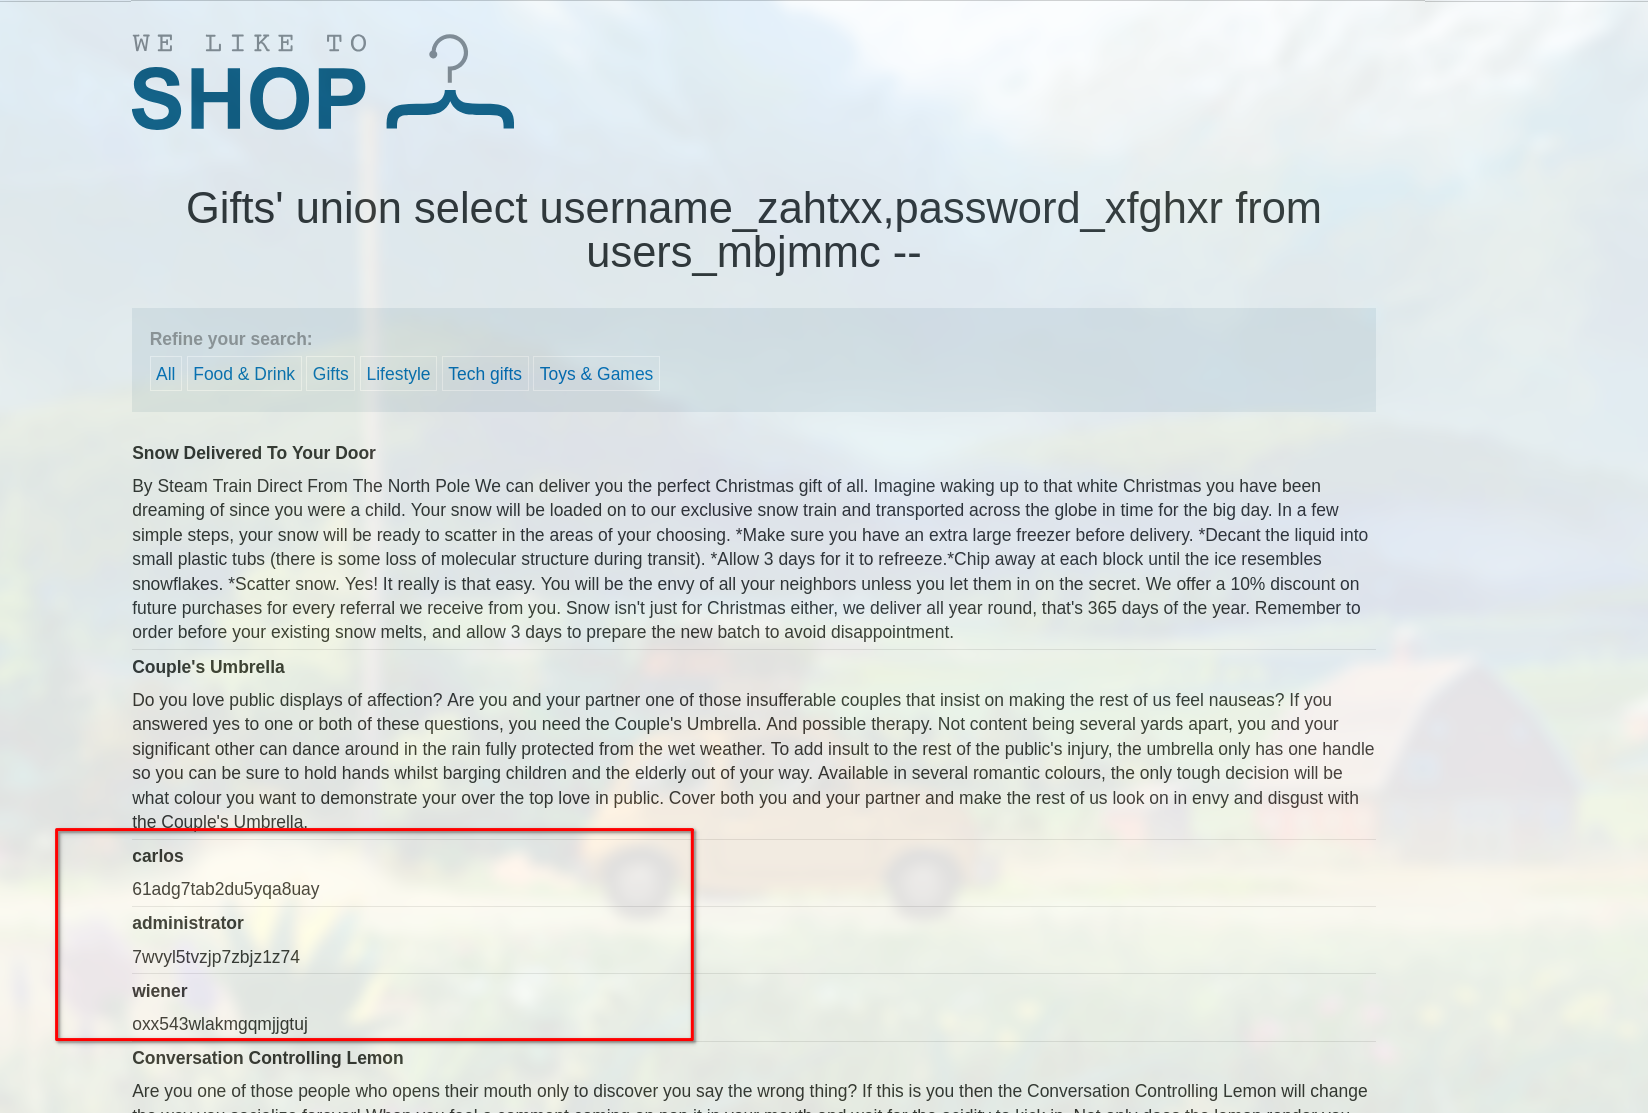 WE LIKE TO
SHOP
Gifts' union select username_zahtxx,password_xfghxr from
users_mbjmmc --
Refine your search:
All Food & Drink Gifts Lifestyle Tech gifts Toys & Games
Snow Delivered To Your Door
By Steam Train Direct From The North Pole We can deliver you the perfect Christmas gift of all. Imagine waking up to that white Christmas you have been
dreaming of since you were a child. Your snow will be loaded on to our exclusive snow train and transported across the globe in time for the big day. In a few
simple steps, your snow will be ready to scatter in the areas of your choosing. *Make sure you have an extra large freezer before delivery. *Decant the liquid into
small plastic tubs (there is some loss of molecular structure during transit). *Allow 3 days for it to refreeze.*Chip away at each block until the ice resembles
snowflakes. *Scatter snow. Yes! It really is that easy. You will be the envy of all your neighbors unless you let them in on the secret. We offer a 10% discount on
future purchases for every referral we receive from you. Snow isn't just for Christmas either, we deliver all year round, that's 365 days of the year. Remember to
order before your existing snow melts, and allow 3 days to prepare the new batch to avoid disappointment.
Couple's Umbrella
Do you love public displays of affection? Are you and your partner one of those insufferable couples that insist on making the rest of us feel nauseas? If you
answered yes to one or both of these questions, you need the Couple's Umbrella. And possible therapy. Not content being several yards apart, you and your
significant other can dance around in the rain fully protected from the wet weather. To add insult to the rest of the public's injury, the umbrella only has one handle
so you can be sure to hold hands whilst barging children and the elderly out of your way. Available in several romantic colours, the only tough decision will be
what colour you want to demonstrate your over the top love in public. Cover both you and your partner and make the rest of us look on in envy and disgust with
the Couple's Umbrella.
carlos
61adg7tab2du5yqa8uay
administrator
7wvyl5tvzjp7zbjz1z74
wiener
oxx543wlakmgqmjjgtuj
Conversation Controlling Lemon
Are you one of those people who opens their mouth only to discover you say the wrong thing? If this is you then the Conversation Controlling Lemon will change